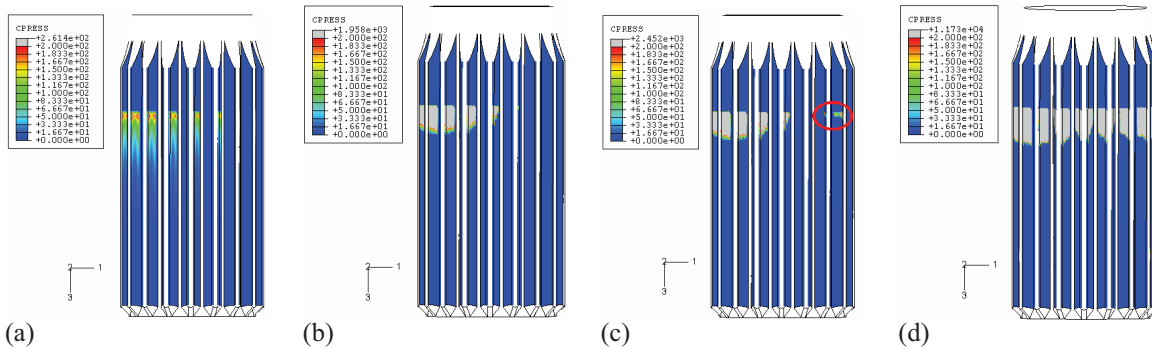 CPRESS
+2.614e+02
+2.000e+02
+1.833e+02
+1.667e+02
+1.500e+02
+1.333e+02
+1.167e+02
+1.000e+02
+8.333e+01
+6.667e+01
+5.000e+01
+3.333e+01
+1.667e+01
+0.000e+00
2
1
3
(a)
CPRESS
+1.958e+03
+2.000e+02
+1.833e+02
+1.667e+02
+1.500e+02
+1.333e+02
+1.167e+02
+1.000e+02
+8.333e+01
+6.667e+01
+5.000e+01
+3.333e+01
+1.667e+01
+0.000e+00
2
1
3
(b)
CPRESS
+2.452e+03
+2.000e+02
+1.833e+02
+1.667e+02
+1.500e+02
+1.333e+02
+1.167e+02
+1.000e+02
+8.333e+01
+6.667e+01
+5.000e+01
+3.333e+01
+1.667e+01
+0.000e+00
2
1
3
(c)
CPRESS
+1.173e+04
+2.000e+02
+1.833e+02
+1.667e+02
+1.500e+02
+1.333e+02
+1.167e+02
+1.000e+02
+8.333e+01
+6.667e+01
+5.000e+01
+3.333e+01
+1.667e+01
+0.000e+00
2
1
3
(d)